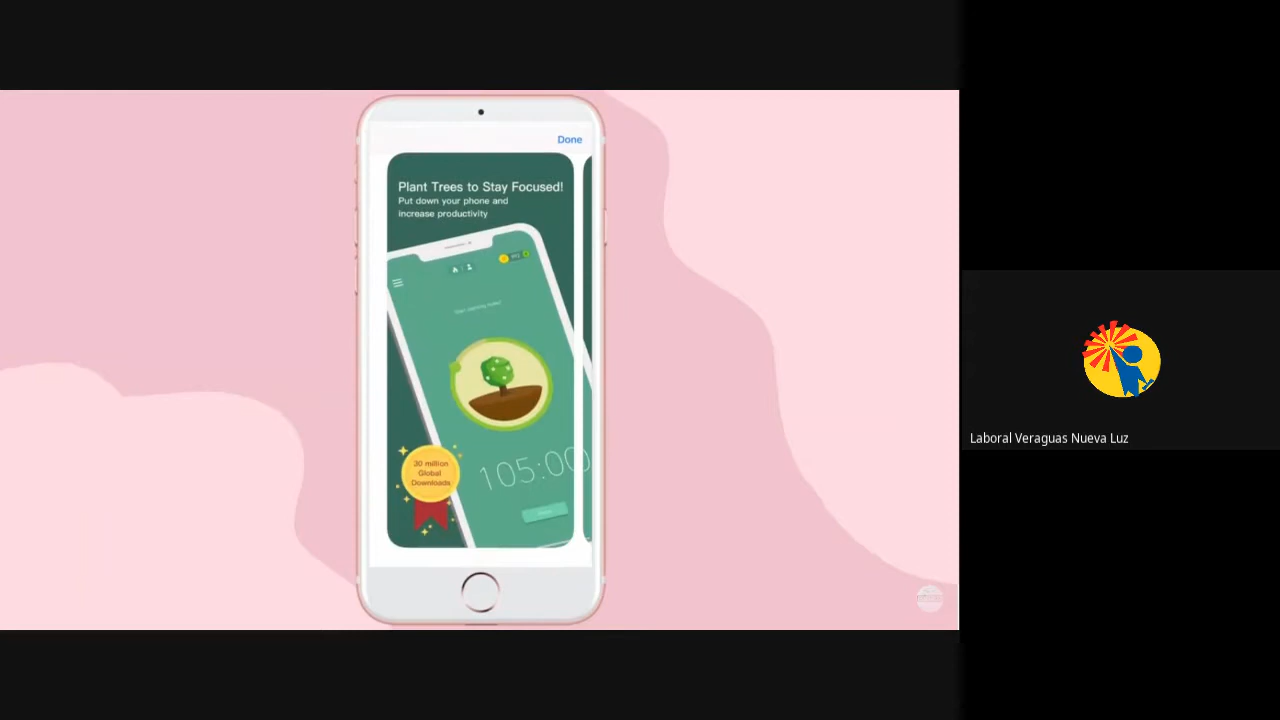 Done
Plant Trees to Stay Focused!
Put down your phone and
increase productivity
30 million
Global
Downloads
105:00
Laboral Veraguas Nueva Luz